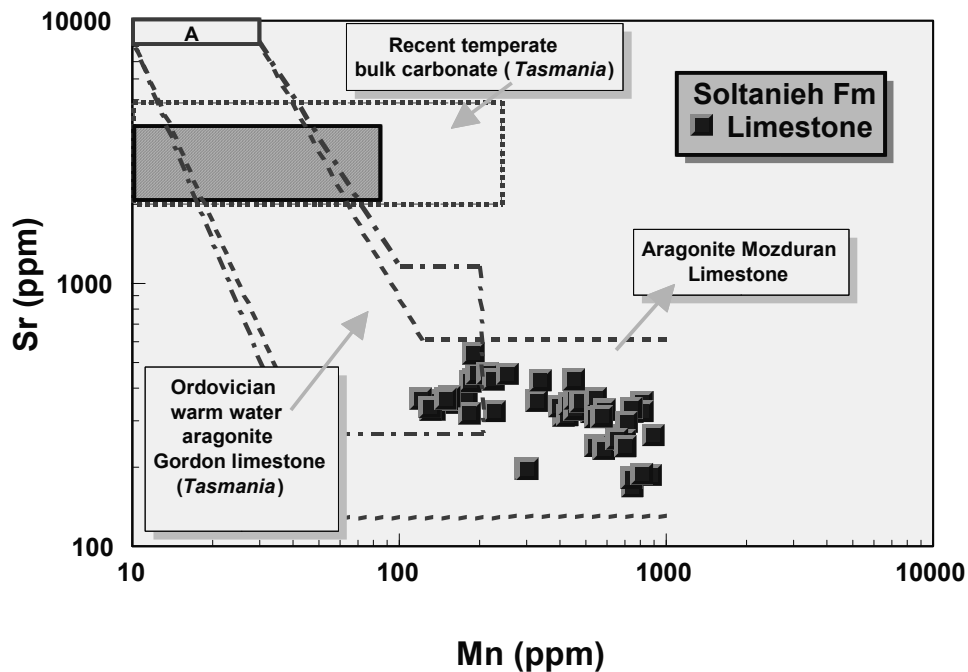 10000
A
Recent temperate
bulk carbonate (Tasmania)
Soltanieh Fm
Limestone
Sr (ppm)
1000
Aragonite Mozduran
Limestone
Ordovician
warm water
aragonite
Gordon limestone
(Tasmania)
100
10
100
1000
10000
Mn (ppm)